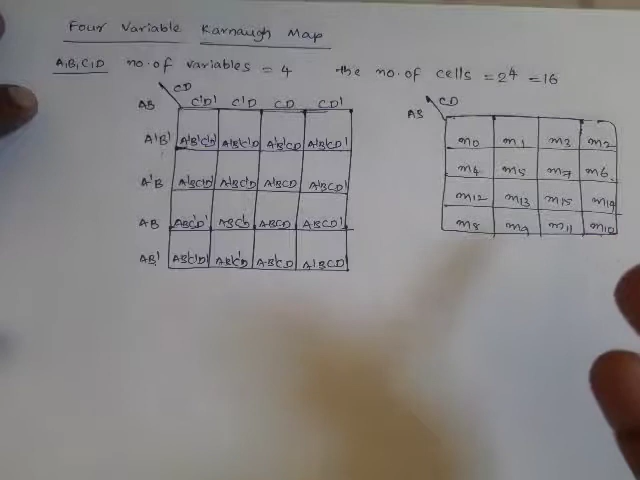 Four Variable Karnaugh Map
A,B,C,D no.of variables = 4 The no.of cells = 2⁴ = 16
CD
AB C'D' C'D CD CD'
A'B' A'B'C'D' A'B'C'D A'B'CD A'B'CD'
A'B A'BC'D' A'BC'D A'BCD A'BCD'
AB ABC'D' ABC'D ABCD ABCD'
AB' AB'C'D' AB'C'D AB'CD A'BCD'
CD
AB
m0 m1 m3 m2
m4 m5 m7 m6
m12 m13 m15 m14
m8 m9 m11 m10